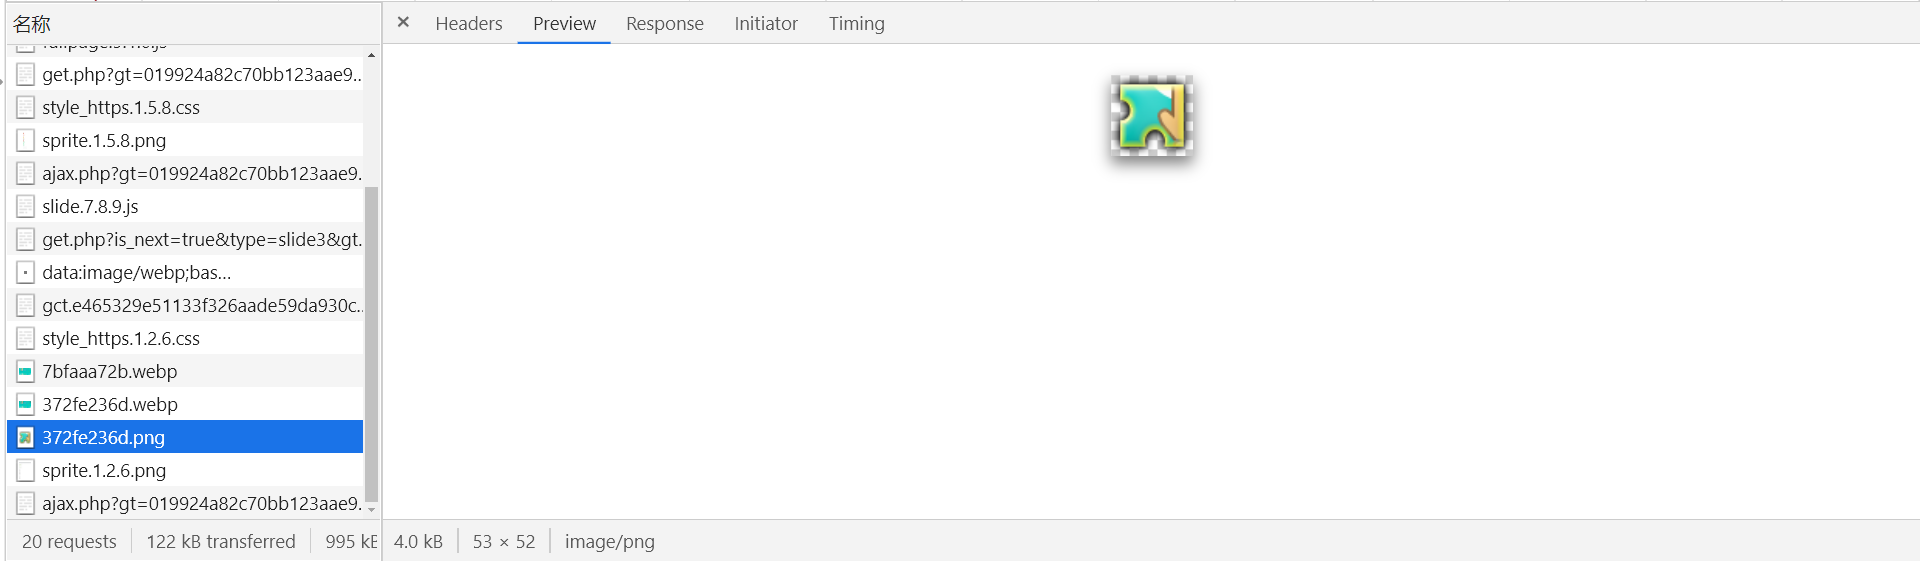 名称
Headers
Preview
Response
Initiator
Timing
get.php?gt=019924a82c70bb123aae9...
style_https.1.5.8.css
sprite.1.5.8.png
ajax.php?gt=019924a82c70bb123aae9.
slide.7.8.9.js
get.php?is_next=true&type=slide3&gt.
data:image/webp;bas...
gct.e465329e51133f326aade59da930c..
style_https.1.2.6.css
7bfaaa72b.webp
372fe236d.webp
372fe236d.png
sprite.1.2.6.png
ajax.php?gt=019924a82c70bb123aae9.
20 requests
122 kB transferred
995 kB
4.0 kB
53 × 52
image/png